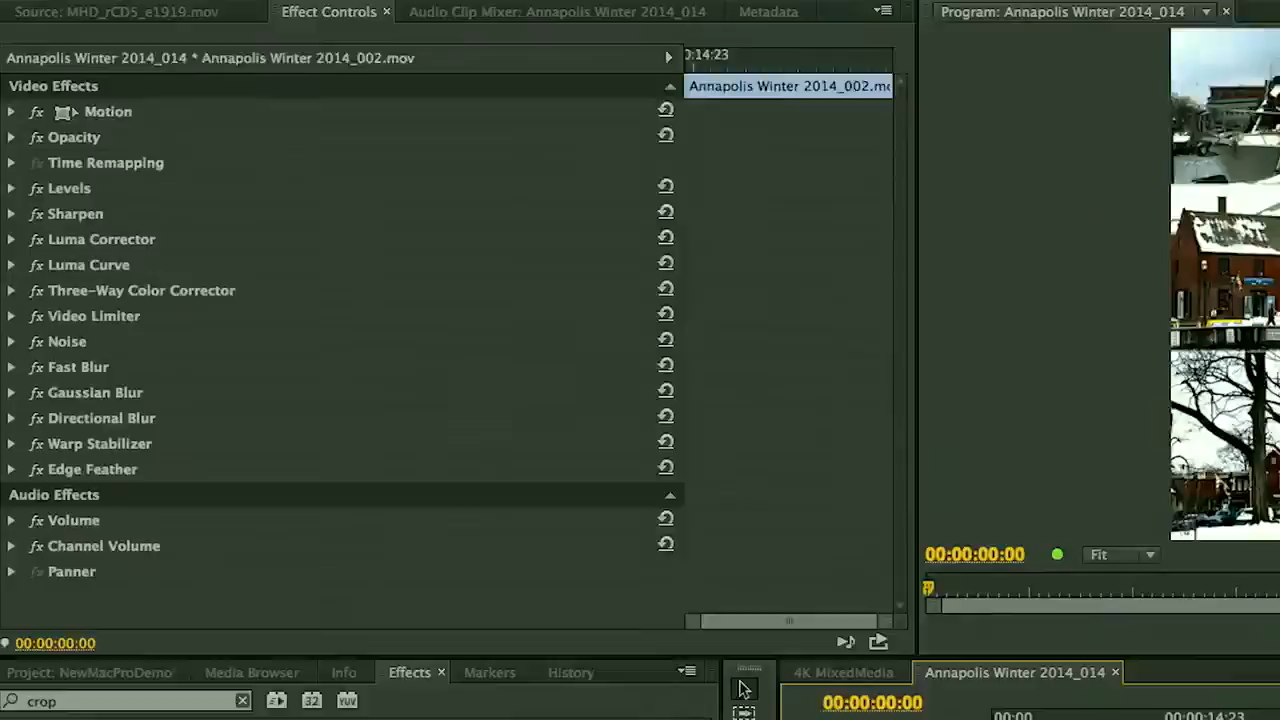 Source: MHD_rCD5_e1919.mov
Effect Controls
Audio Clip Mixer: Annapolis Winter 2014_014
Metadata
Program: Annapolis Winter 2014_014
Annapolis Winter 2014_014 * Annapolis Winter 2014_002.mov
0:14:23
Video Effects
Annapolis Winter 2014_002.mo
fx Motion
fx Opacity
fx Time Remapping
fx Levels
fx Sharpen
fx Luma Corrector
fx Luma Curve
fx Three-Way Color Corrector
fx Video Limiter
fx Noise
fx Fast Blur
fx Gaussian Blur
fx Directional Blur
fx Warp Stabilizer
fx Edge Feather
Audio Effects
fx Volume
fx Channel Volume
fx Panner
00:00:00:00
Fit
00:00:00:00
Project: NewMacProDemo
Media Browser
Info
Effects
Markers
History
4K MixedMedia
Annapolis Winter 2014_014
crop
32
YUV
00:00:00:00
00:00
00:00:14:23